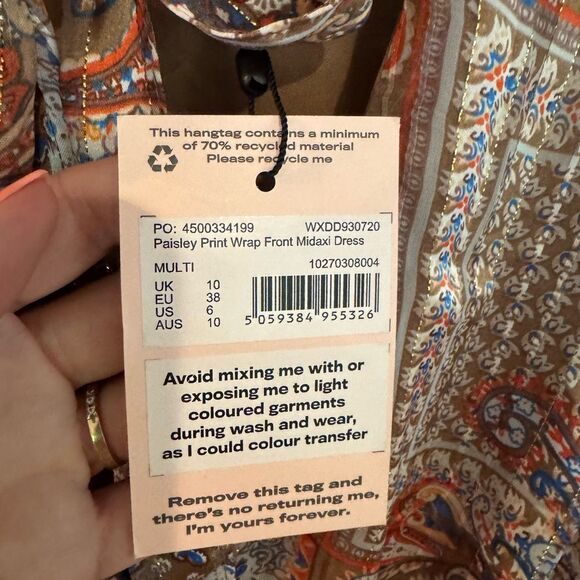 This hangtag contains a minimum
of 70% recycled material
Please recycle me
PO: 4500334199 WXDD930720
Paisley Print Wrap Front Midaxi Dress
MULTI 10270308004
UK 10
EU 38
US 6
AUS 10
5 059384 955326
Avoid mixing me with or
exposing me to light
coloured garments
during wash and wear,
as I could colour transfer
Remove this tag and
there's no returning me,
I'm yours forever.